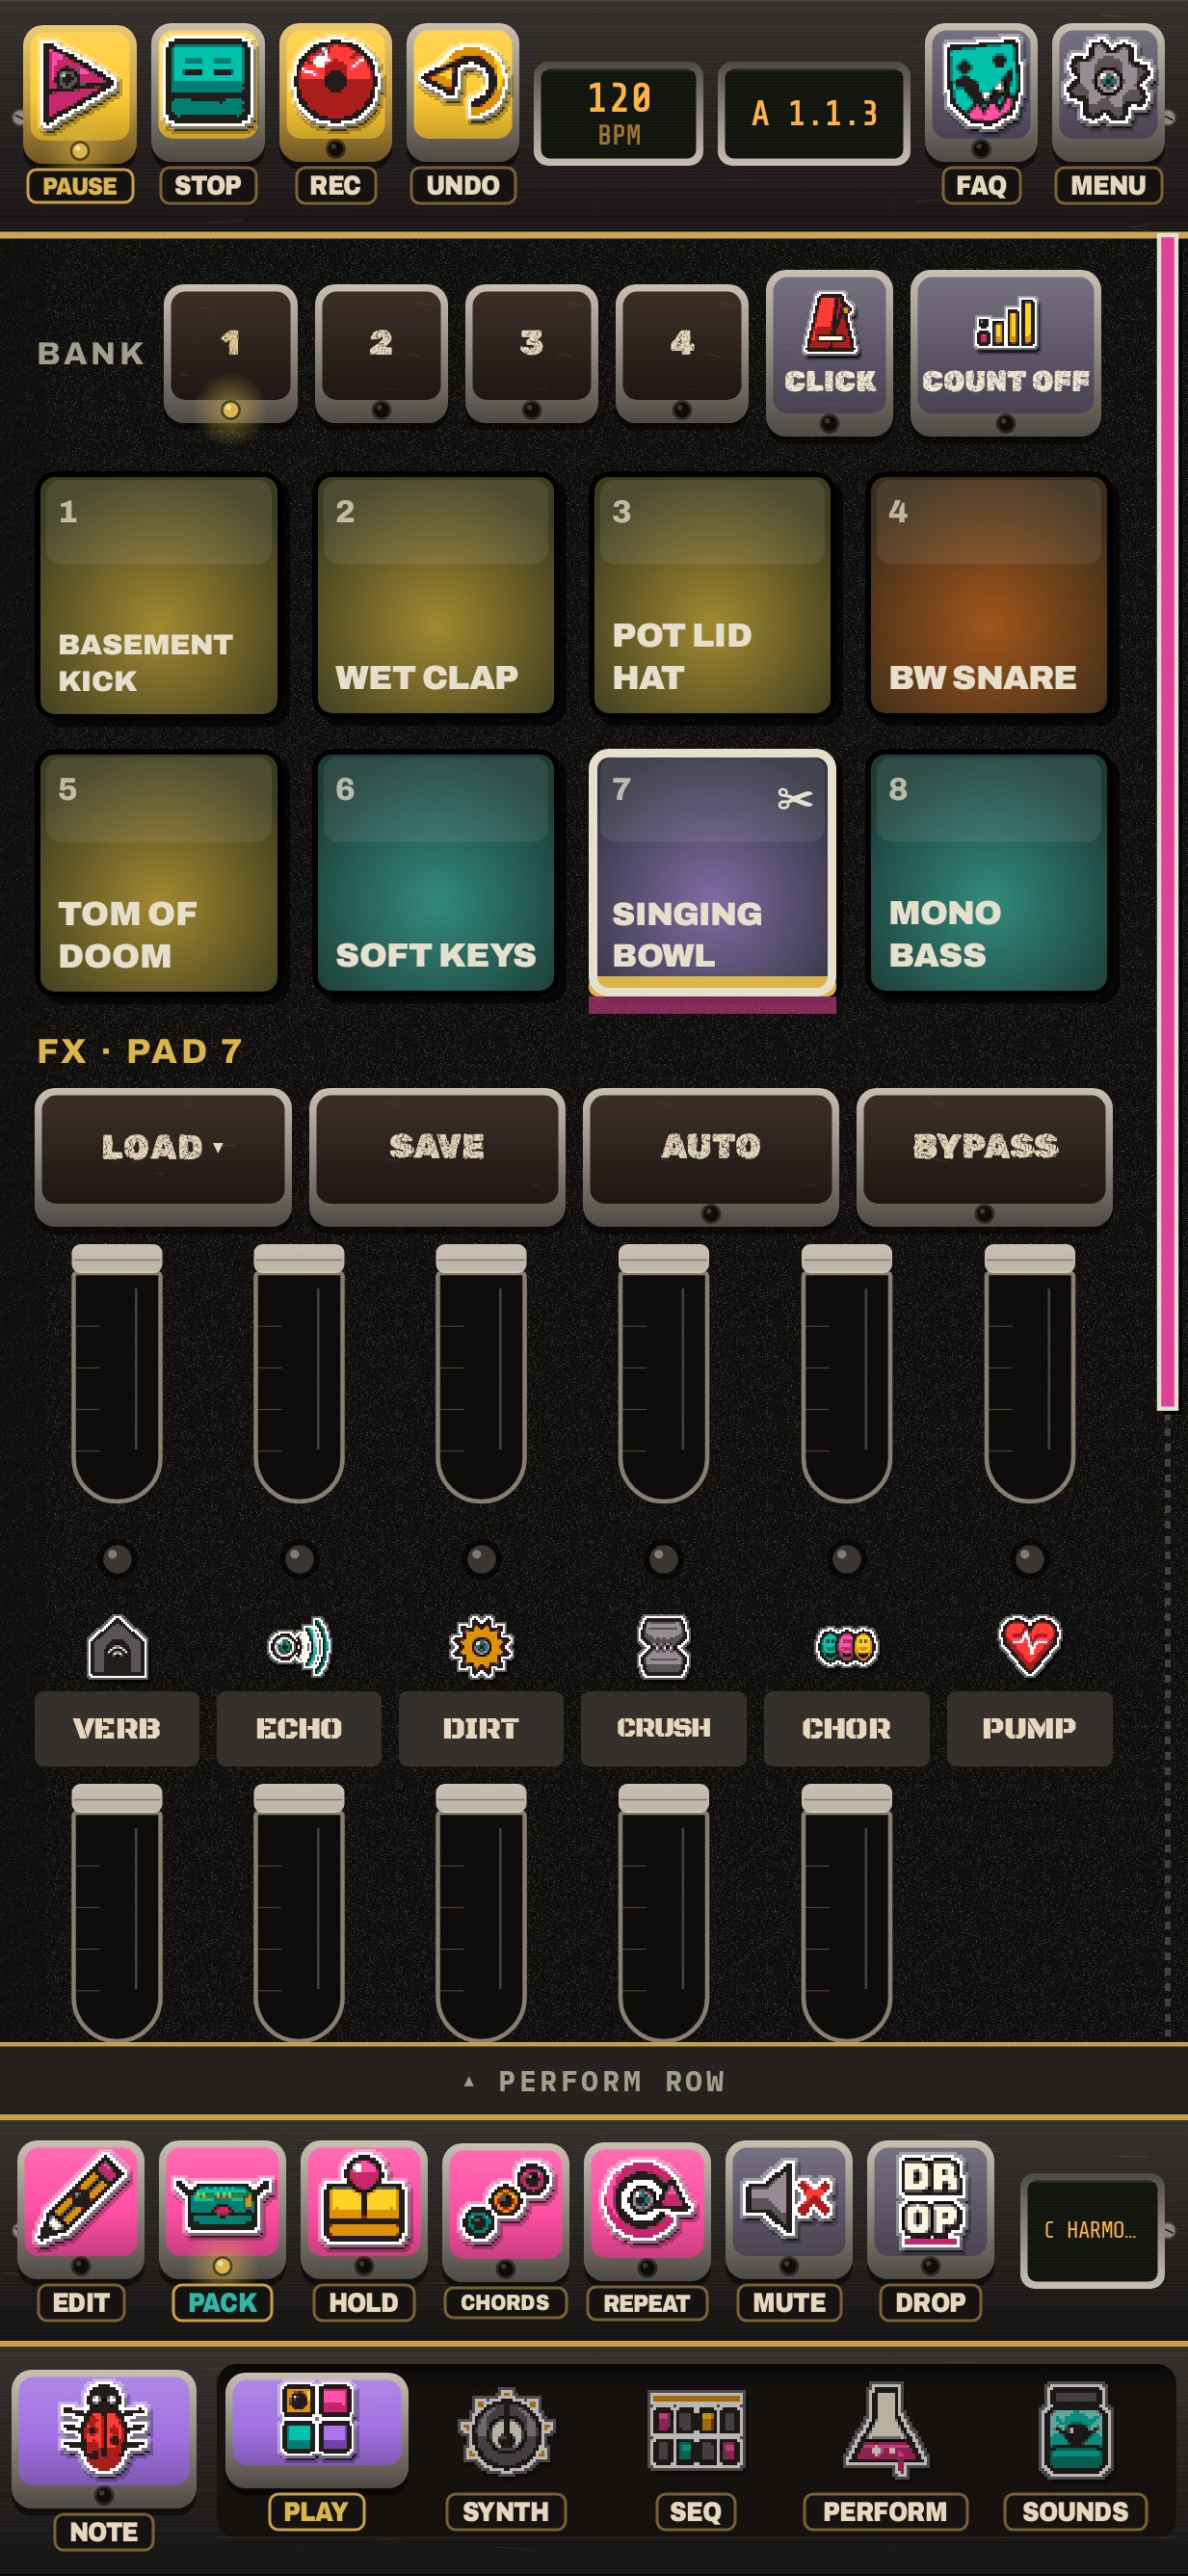 PAUSE STOP REC UNDO 120 BPM A 1.1.3 FAQ MENU
BANK 1 2 3 4 CLICK COUNT OFF
1 2 3 4
BASEMENT KICK
WET CLAP
POT LID HAT
BW SNARE
5 6 7 8
TOM OF DOOM
SOFT KEYS
SINGING BOWL
MONO BASS
FX · PAD 7
LOAD ▾ SAVE AUTO BYPASS
VERB ECHO DIRT CRUSH CHOR PUMP
▴ PERFORM ROW
DROP
C HARMO...
EDIT PACK HOLD CHORDS REPEAT MUTE DROP
NOTE PLAY SYNTH SEQ PERFORM SOUNDS